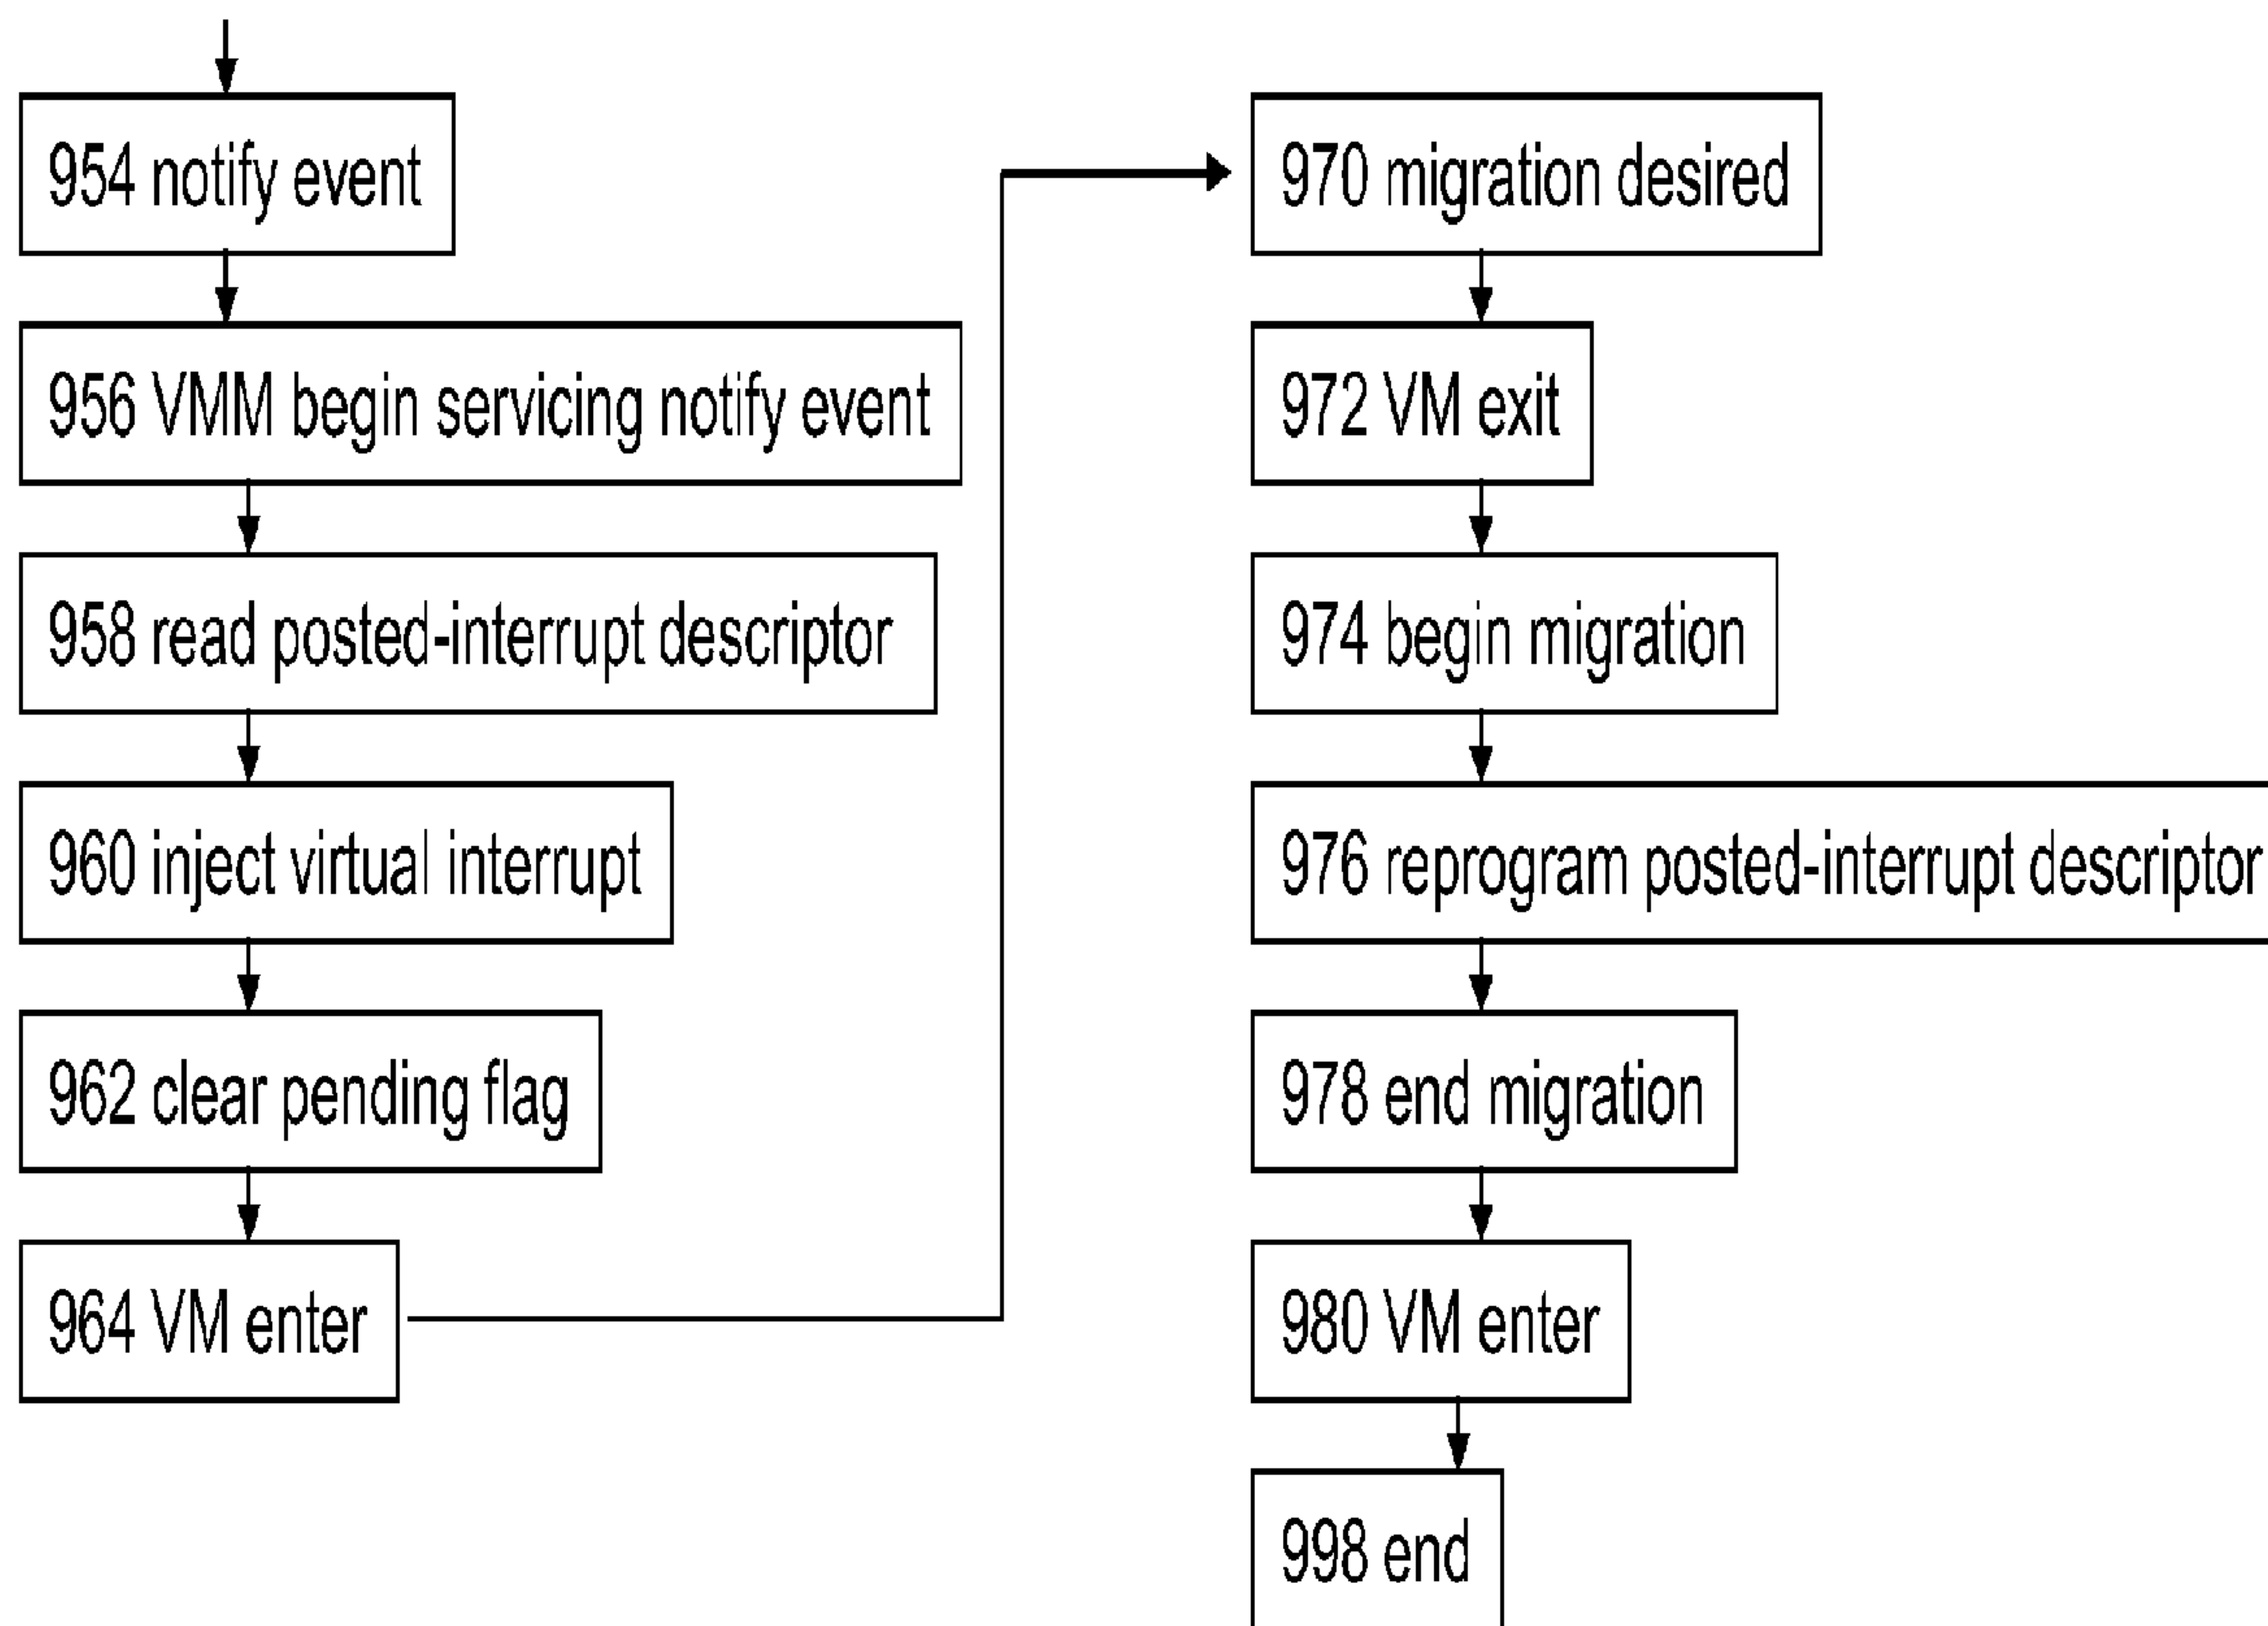 954 notify event
956 VMM begin servicing notify event
958 read posted-interrupt descriptor
960 inject virtual interrupt
962 clear pending flag
964 VM enter
970 migration desired
972 VM exit
974 begin migration
976 reprogram posted-interrupt descriptor
978 end migration
980 VM enter
998 end